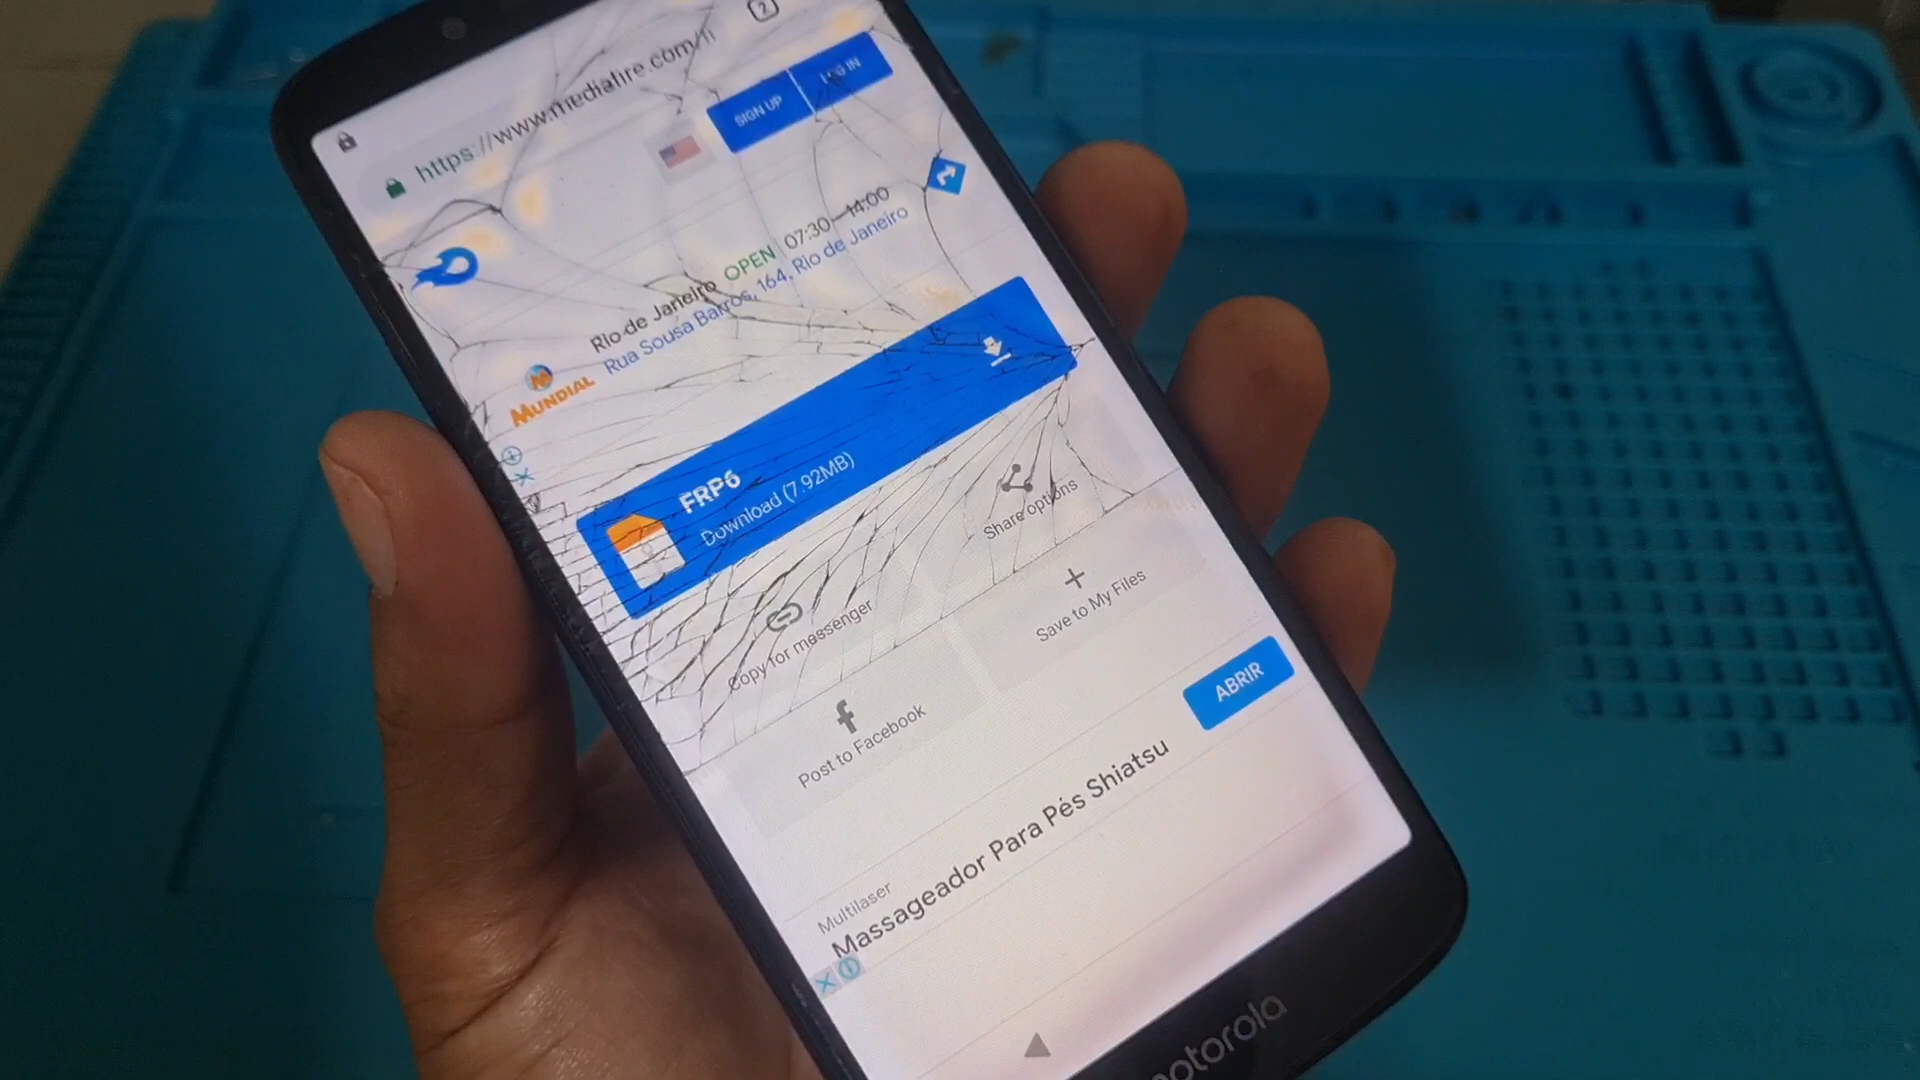 https://www.mediafire.com/fi
SIGN UP
LOG IN
Rio de Janeiro OPEN 07:30–14:00
Rua Sousa Barros, 164, Rio de Janeiro
MUNDIAL
FRP6
Download (7.92MB)
Copy for messenger
Share options
Post to Facebook
Save to My Files
ABRIR
Multilaser
Massageador Para Pés Shiatsu
motorola